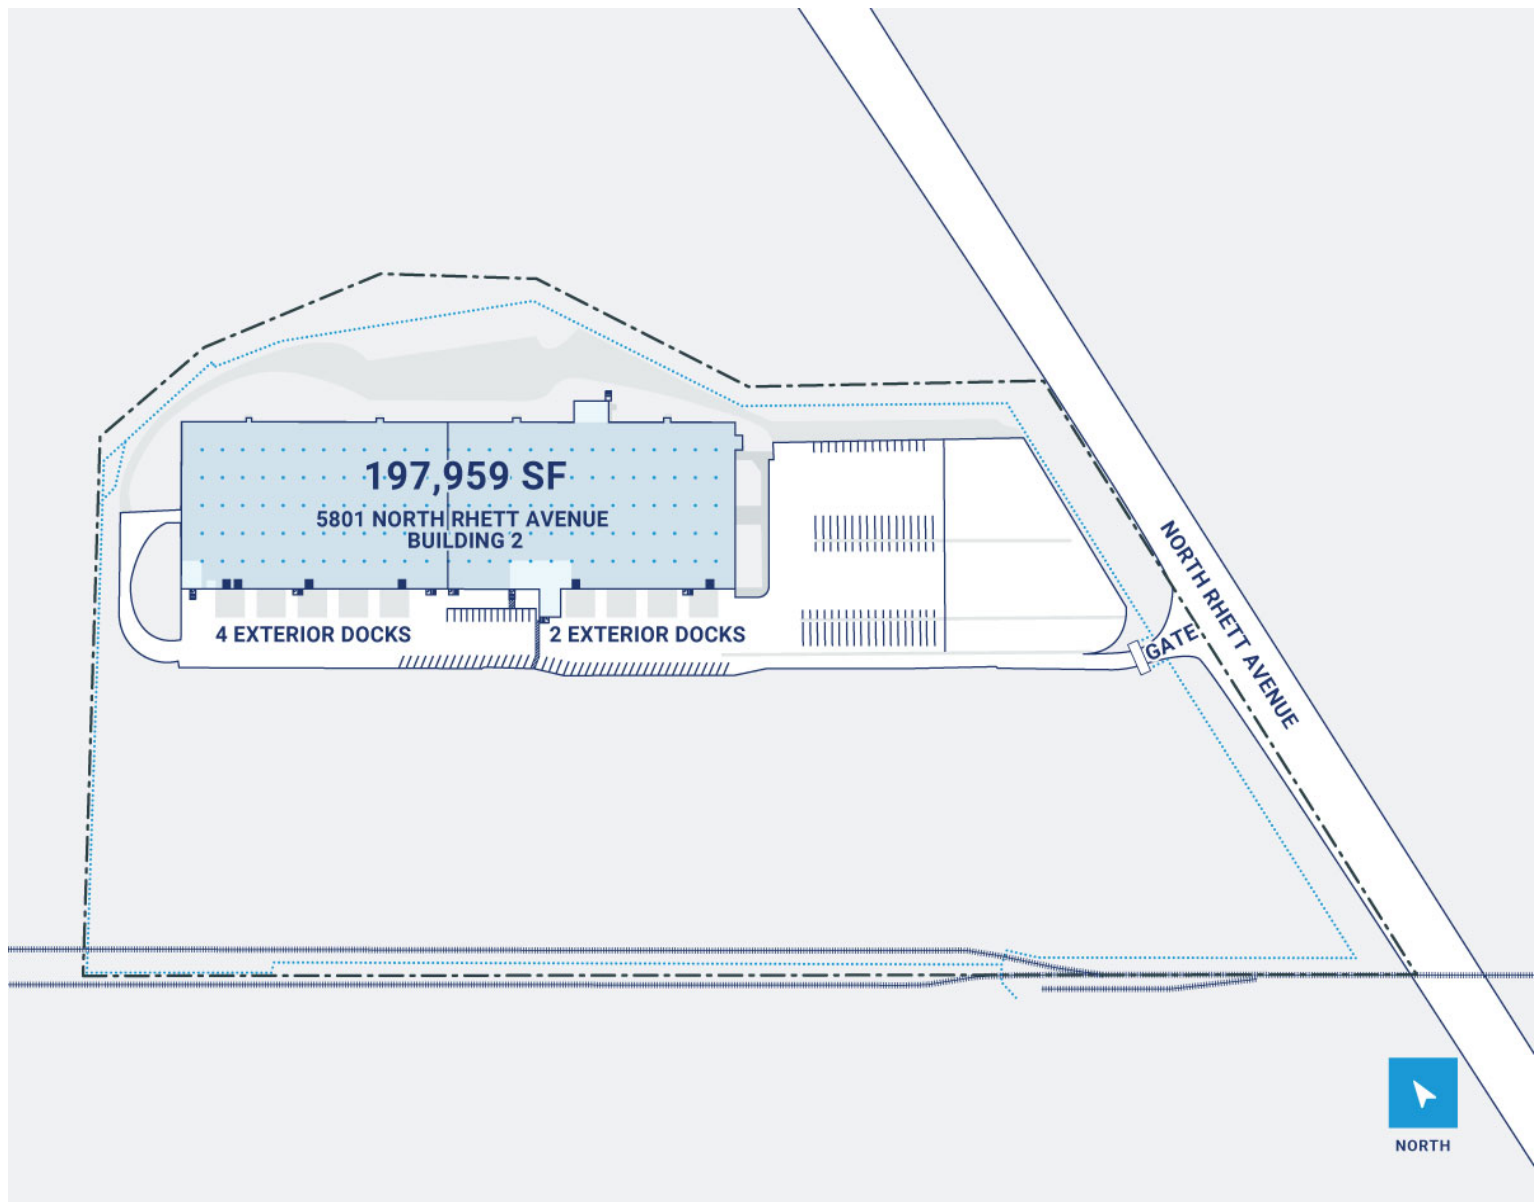 197,959 SF
5801 NORTH RHETT AVENUE
BUILDING 2
4 EXTERIOR DOCKS
2 EXTERIOR DOCKS
GATE
NORTH RHETT AVENUE
NORTH